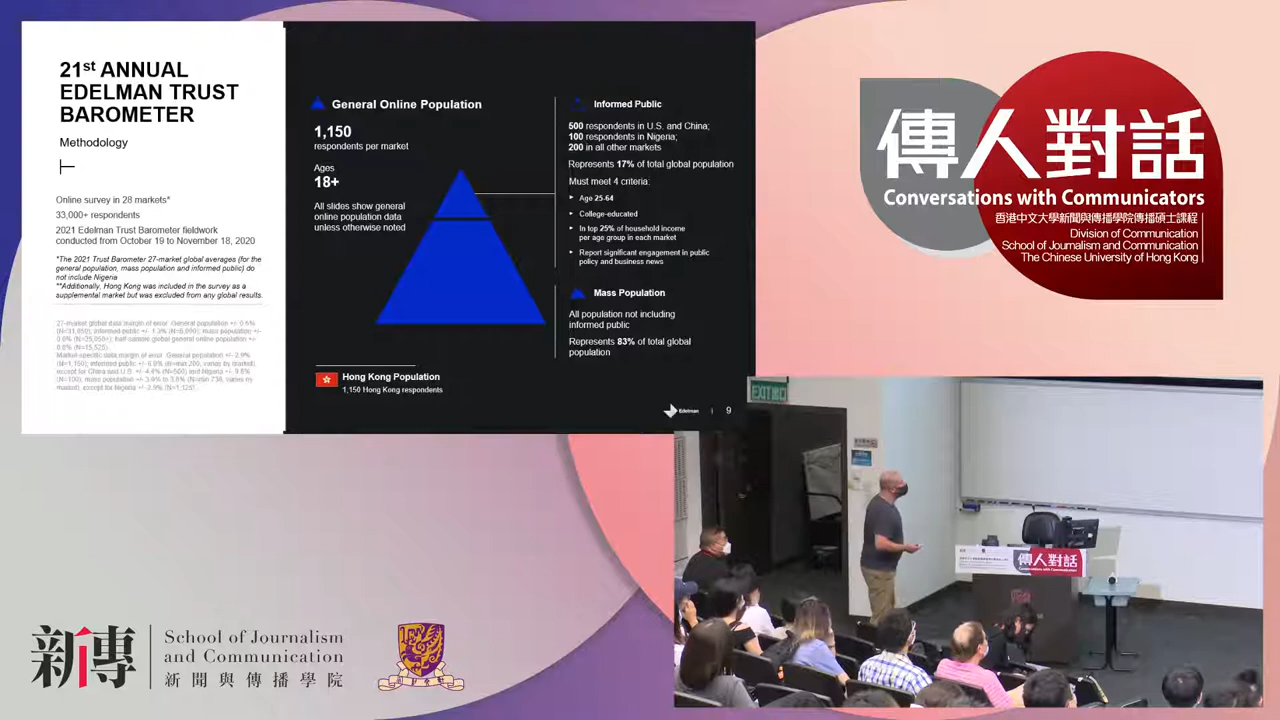 21st ANNUAL
EDELMAN TRUST
BAROMETER
Methodology
Online survey in 28 markets*
33,000+ respondents
2021 Edelman Trust Barometer fieldwork
conducted from October 19 to November 18, 2020
*The 2021 Trust Barometer 27-market global averages (for the
general population, mass population and informed public) do
not include Nigeria
**Additionally, Hong Kong was included in the survey as a
supplemental market but was excluded from any global results.
General Online Population
1,150
respondents per market
Ages
18+
All slides show general
online population data
unless otherwise noted
Informed Public
500 respondents in U.S. and China;
100 respondents in Nigeria;
200 in all other markets
Represents 17% of total global population
Must meet 4 criteria:
Age 25-64
College-educated
In top 25% of household income
per age group in each market
Report significant engagement in public
policy and business news
Mass Population
All population not including
informed public
Represents 83% of total global
population
Hong Kong Population
1,150 Hong Kong respondents
Edelman
9
傳人對話
Conversations with Communicators
香港中文大學新聞與傳播學院傳播碩士課程
Division of Communication
School of Journalism and Communication
The Chinese University of Hong Kong
EXIT 出口
傳人對話
Conversations with Communicators
新傳
School of Journalism
and Communication
新聞與傳播學院